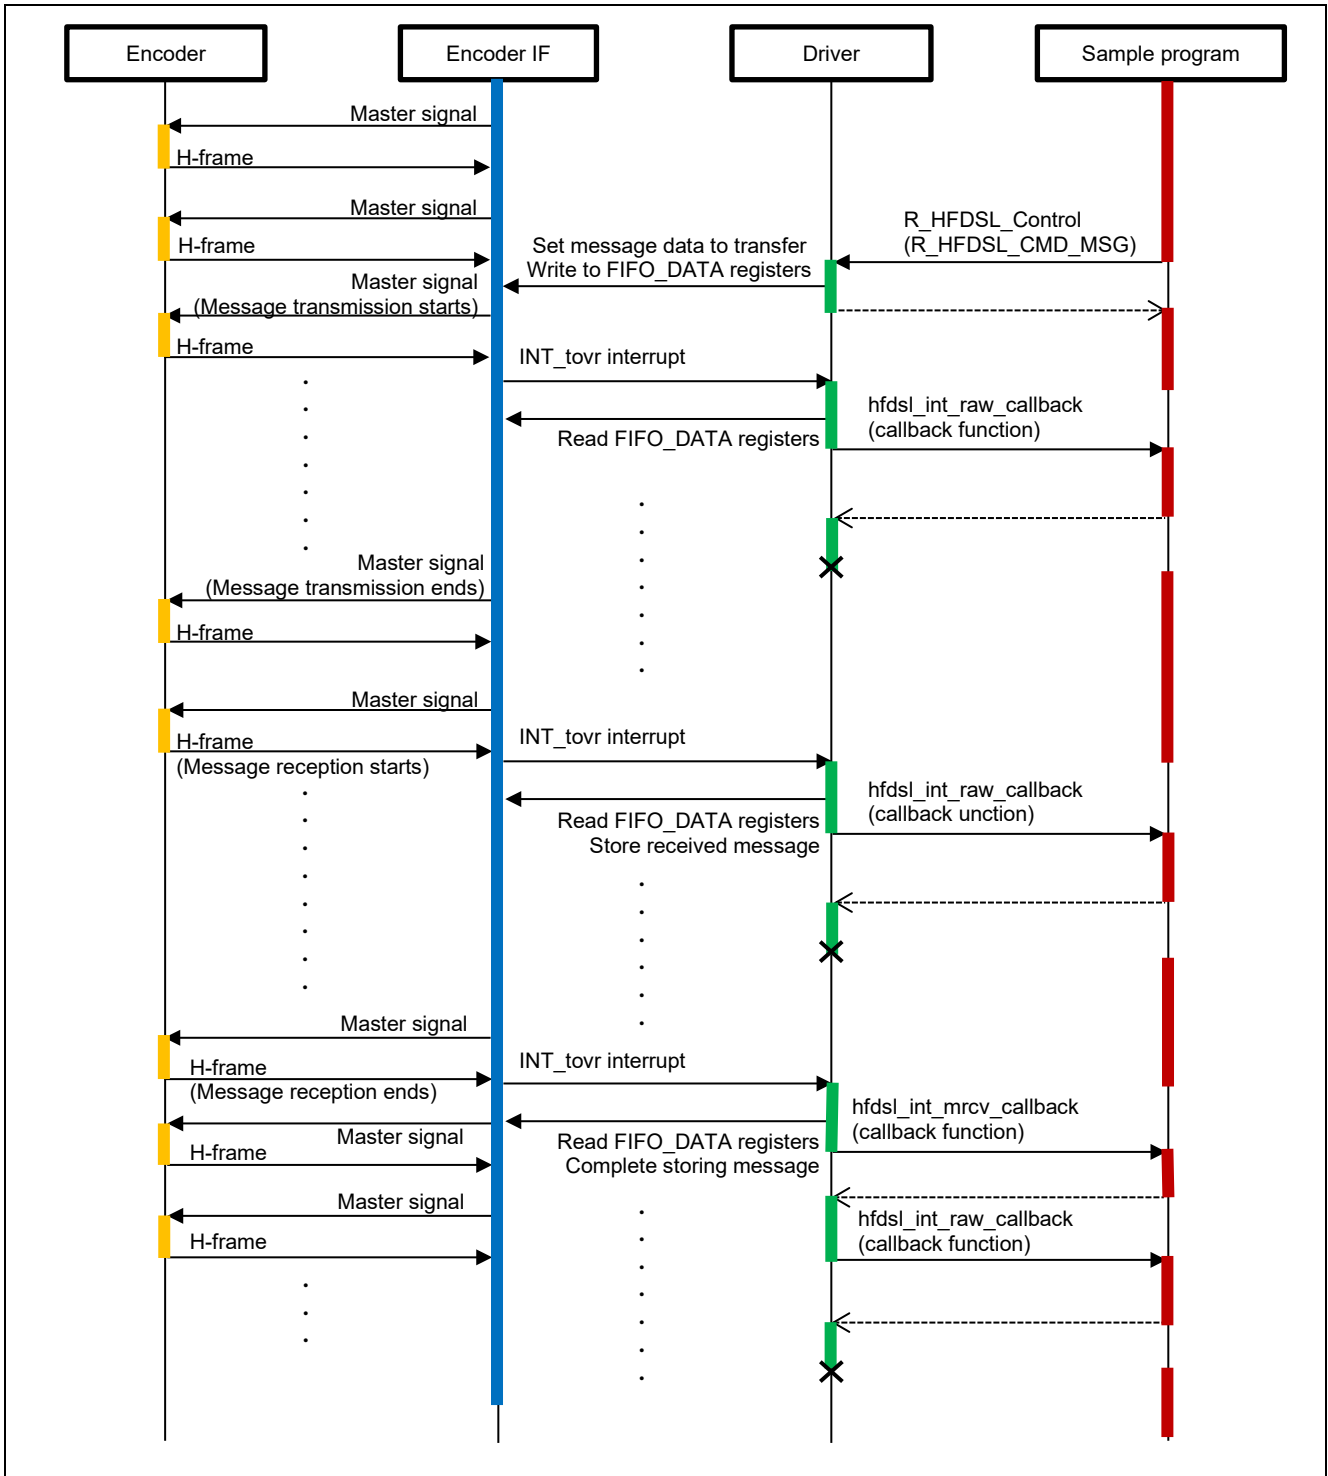 Encoder
Encoder IF
Driver
Sample program
Master signal
H-frame
Master signal
H-frame
R_HFDSL_Control
(R_HFDSL_CMD_MSG)
Set message data to transfer
Write to FIFO_DATA registers
Master signal
(Message transmission starts)
H-frame
INT_tovr interrupt
hfdsl_int_raw_callback
(callback function)
Read FIFO_DATA registers
Master signal
(Message transmission ends)
H-frame
Master signal
H-frame
(Message reception starts)
INT_tovr interrupt
hfdsl_int_raw_callback
(callback unction)
Read FIFO_DATA registers
Store received message
Master signal
H-frame
(Message reception ends)
INT_tovr interrupt
hfdsl_int_mrcv_callback
(callback function)
Read FIFO_DATA registers
Complete storing message
Master signal
H-frame
Master signal
H-frame
hfdsl_int_raw_callback
(callback function)